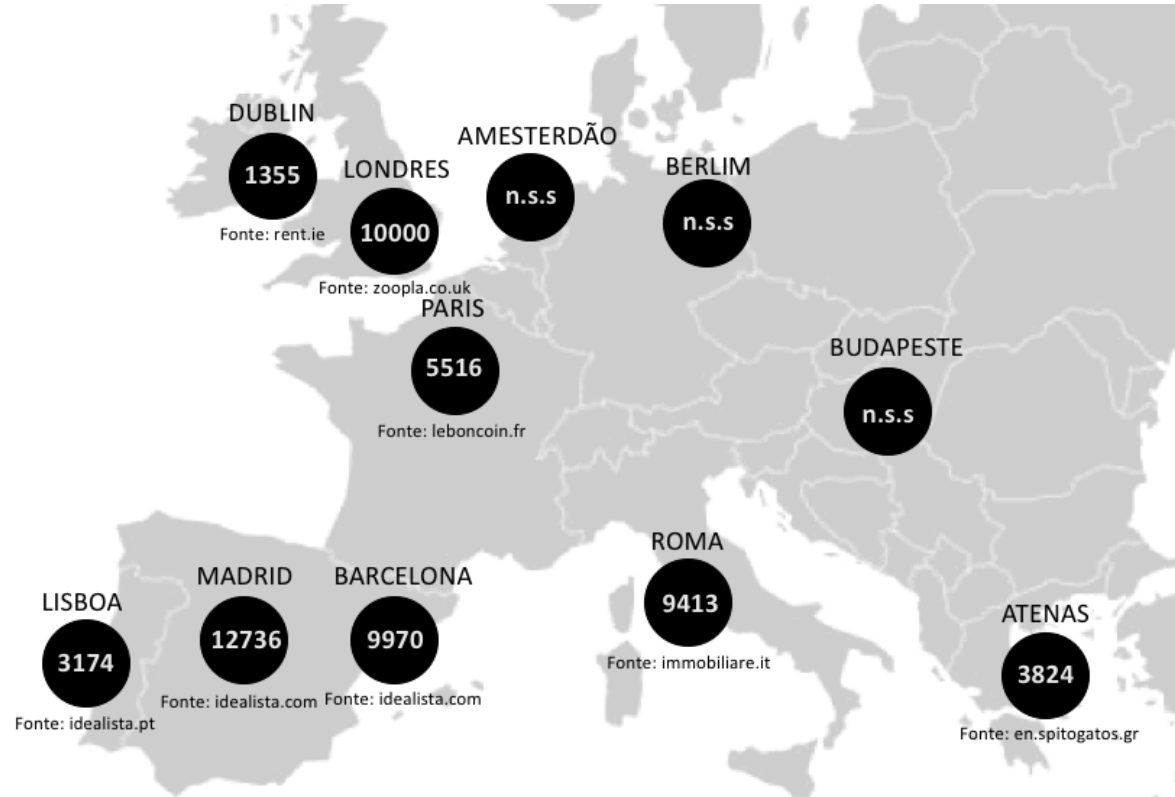 DUBLIN
1355
Fonte: rent.ie
LONDRES
10000
Fonte: zoopla.co.uk
AMESTERDÃO
n.s.s
BERLIM
n.s.s
PARIS
5516
Fonte: leboncoin.fr
BUDAPESTE
n.s.s
LISBOA
3174
Fonte: idealista.pt
MADRID
12736
Fonte: idealista.com
BARCELONA
9970
Fonte: idealista.com
ROMA
9413
Fonte: immobiliare.it
ATENAS
3824
Fonte: en.spitogatos.gr